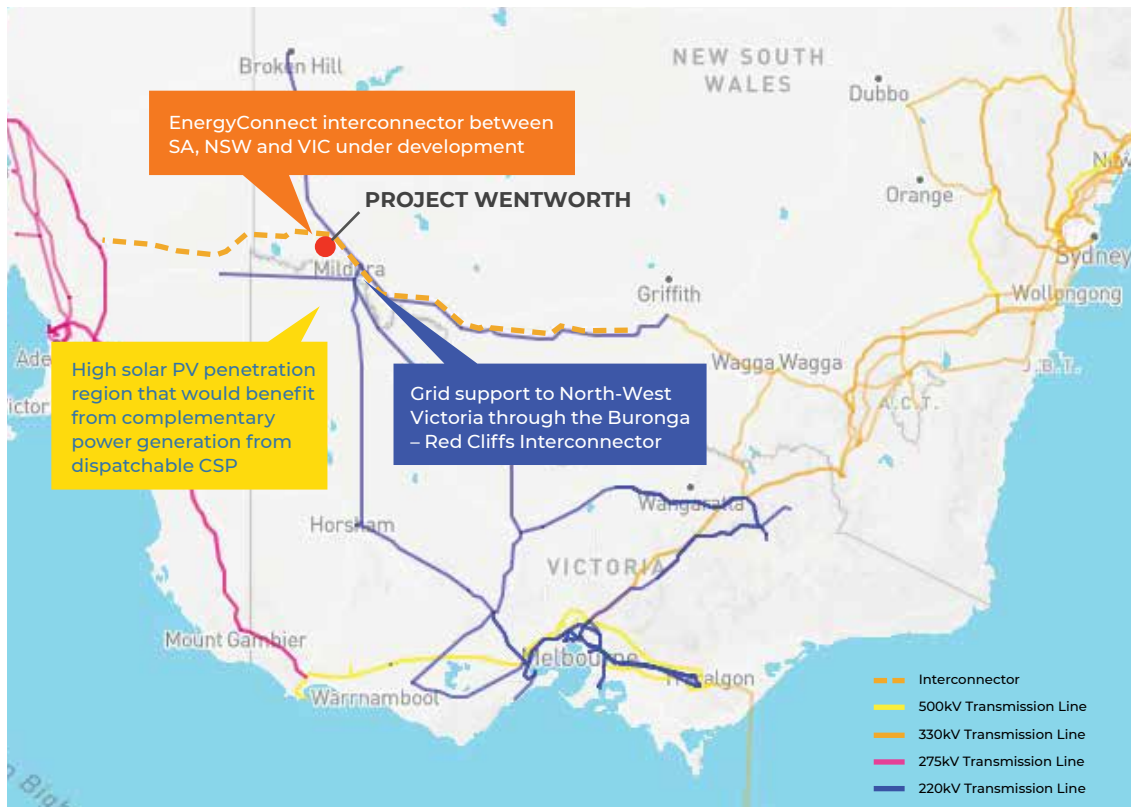 NEW SOUTH
WALES
Broken Hill
Dubbo
EnergyConnect interconnector between
SA, NSW and VIC under development
PROJECT WENTWORTH
Orange
New
Sydney
Mildura
Griffith
Wollongong
Ade
ictor
High solar PV penetration
region that would benefit
from complementary
power generation from
dispatchable CSP
Grid support to North-West
Victoria through the Buronga
– Red Cliffs Interconnector
Wagga Wagga
J.B.T.
A.C.T.
Horsham
Wangaratta
VICTORIA
Mount Gambier
Melbourne
Traralgon
Warrnambool
Interconnector
500kV Transmission Line
330kV Transmission Line
275kV Transmission Line
220kV Transmission Line